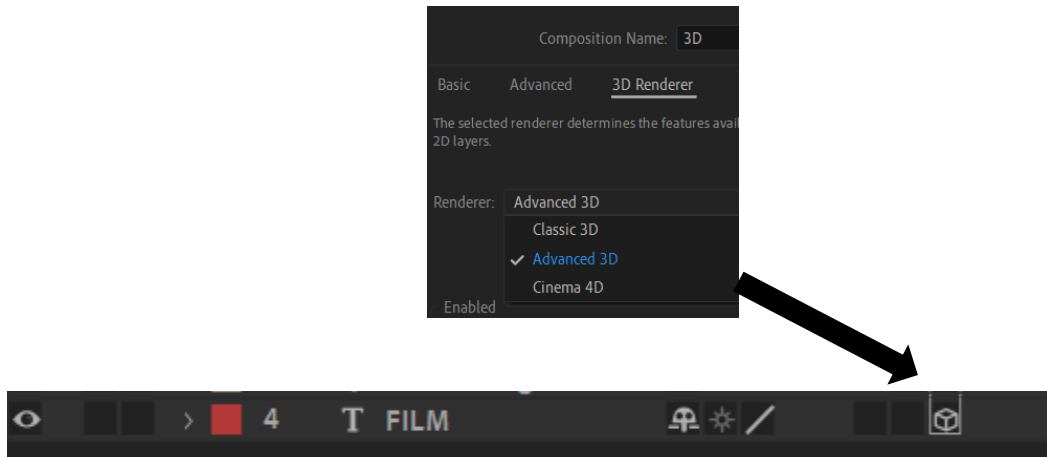 Composition Name: 3D
Basic Advanced 3D Renderer
The selected renderer determines the features avail
2D layers.
Renderer: Advanced 3D
Classic 3D
Advanced 3D
Cinema 4D
Enabled
4 T FILM